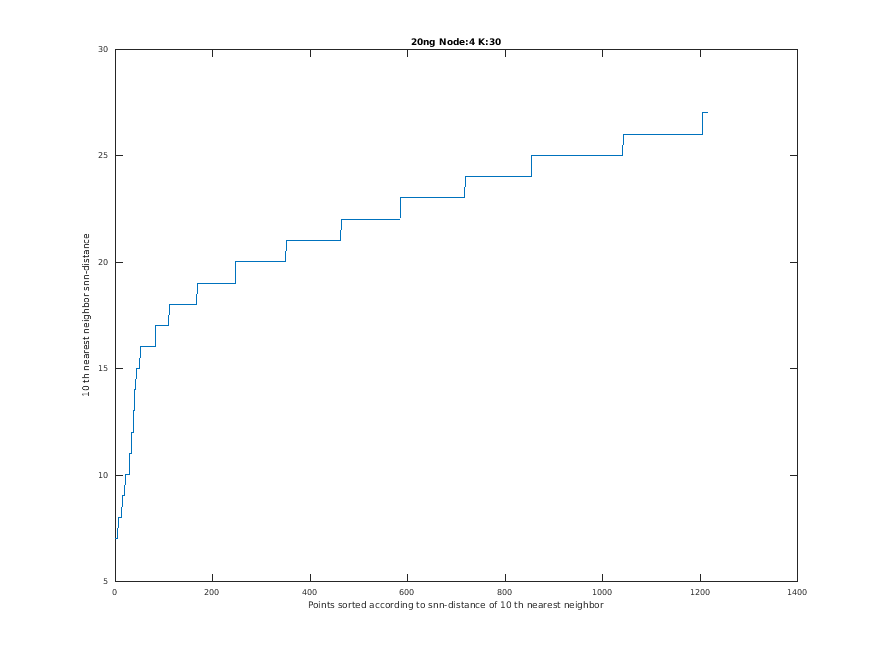 20ng Node:4 K:30
30
25
20
15
10
5
10 th nearest neighbor snn-distance
0 200 400 600 800 1000 1200 1400
Points sorted according to snn-distance of 10 th nearest neighbor